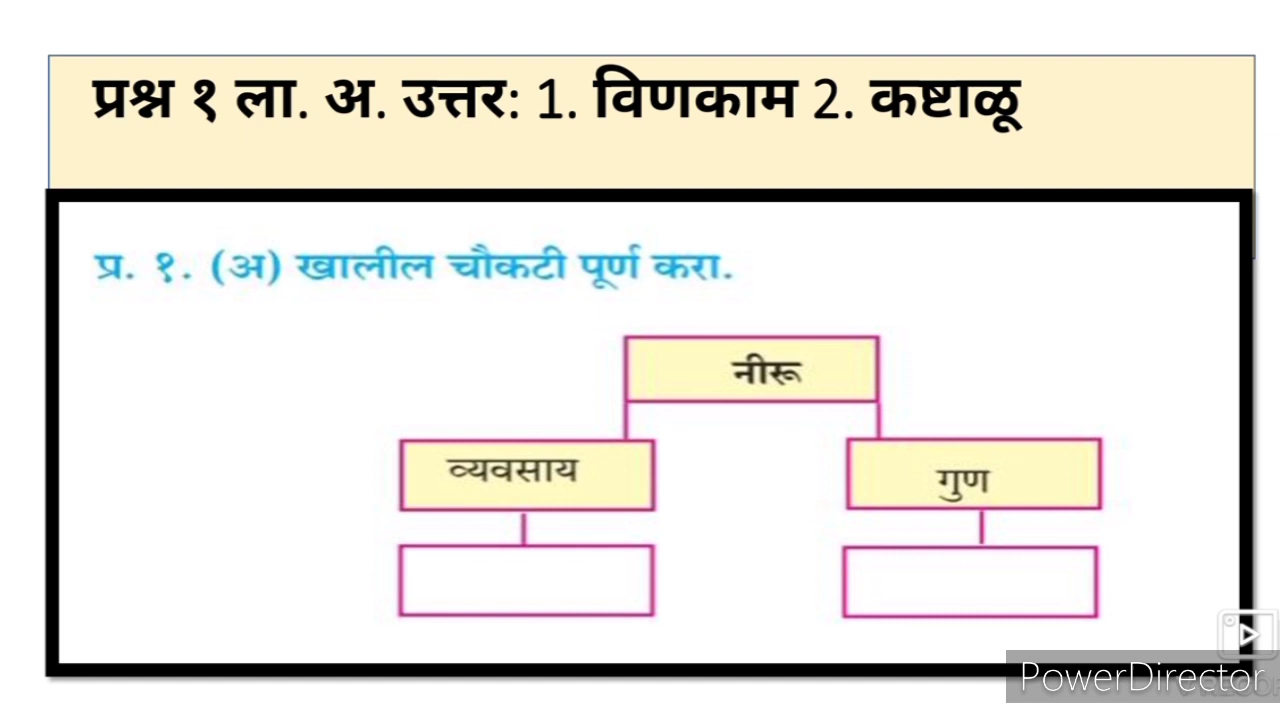 प्रश्न १ ला. अ. उत्तर: 1. विणकाम 2. कष्टाळू
प्र. १. (अ) खालील चौकटी पूर्ण करा.
नीरू
व्यवसाय
गुण
PowerDirector